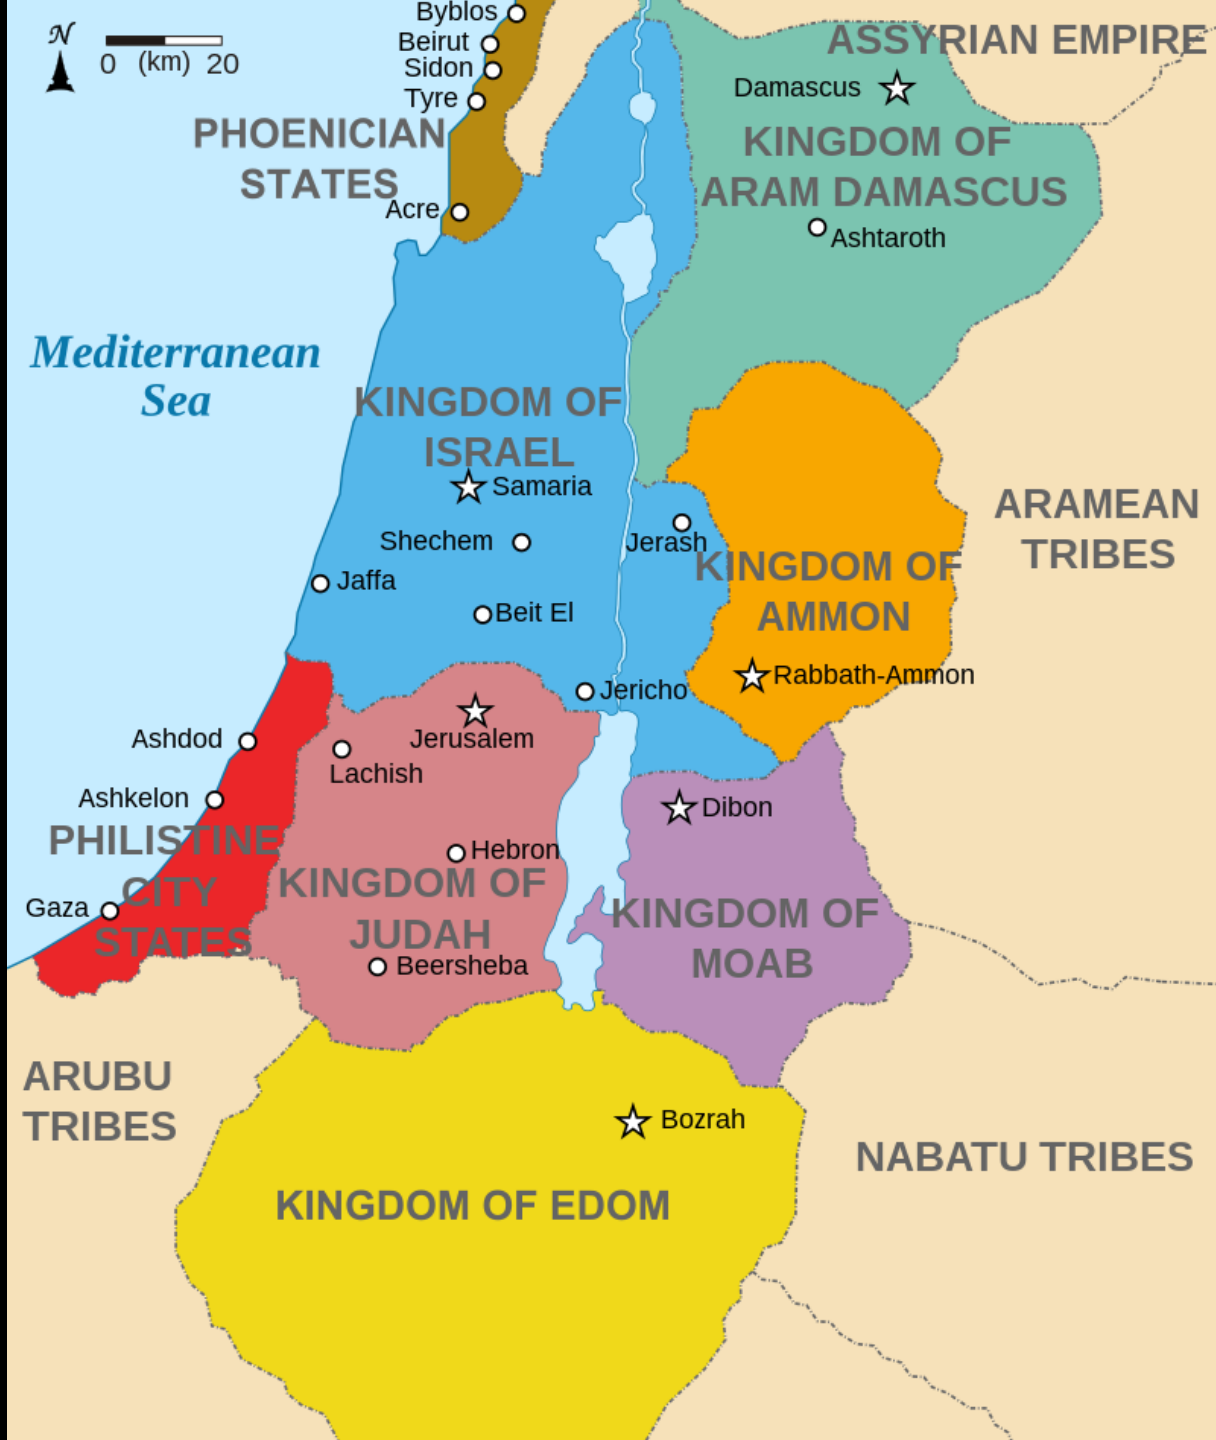 Byblos
N
Beirut
0 (km) 20
Sidon
Tyre
ASSYRIAN EMPIRE
Damascus
PHOENICIAN
STATES
KINGDOM OF
ARAM DAMASCUS
Acre
Ashtaroth
Mediterranean
Sea
KINGDOM OF
ISRAEL
Samaria
Shechem
Jerash
Jaffa
Beit El
ARAMEAN
TRIBES
KINGDOM OF
AMMON
Rabbath-Ammon
Jericho
Ashdod
Jerusalem
Lachish
Ashkelon
Dibon
PHILISTINE
CITY
STATES
Gaza
Hebron
KINGDOM OF
JUDAH
Beersheba
KINGDOM OF
MOAB
ARUBU
TRIBES
Bozrah
NABATU TRIBES
KINGDOM OF EDOM